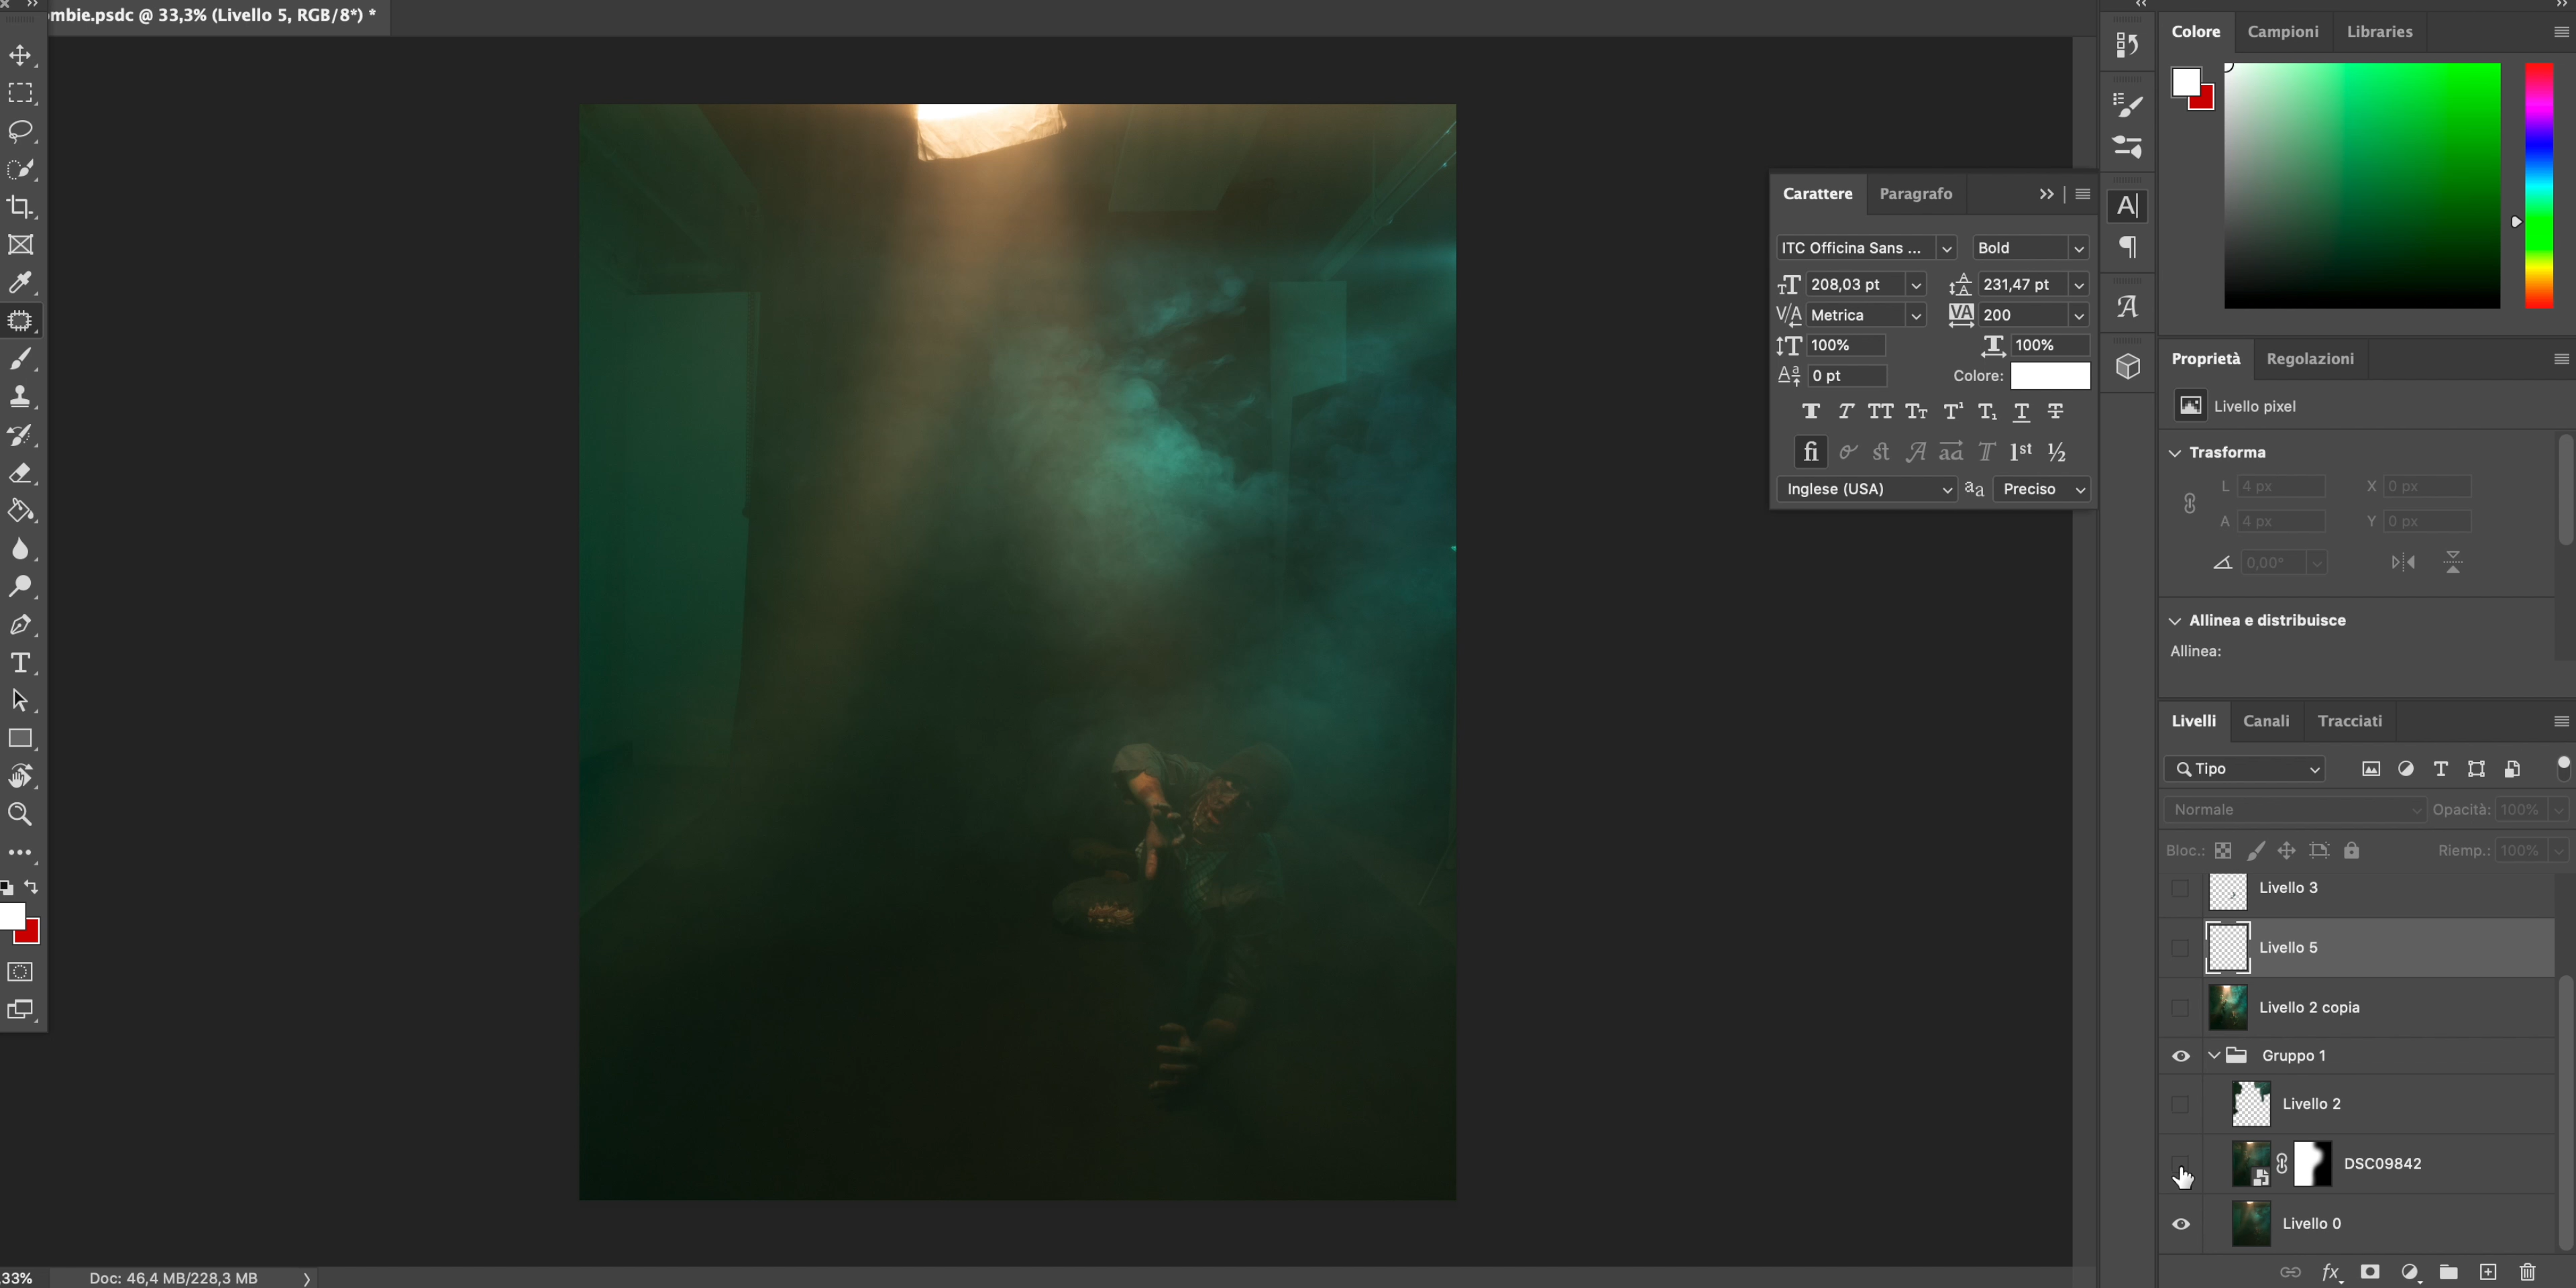 mbie.psdc @ 33,3% (Livello 5, RGB/8*) *
Colore Campioni Libraries
Carattere Paragrafo
ITC Officina Sans ... Bold
208,03 pt 231,47 pt
Metrica 200
100% 100%
0 pt Colore:
Inglese (USA) Preciso
Proprietà Regolazioni
Livello pixel
Trasforma
L 4 px X 0 px
A 4 px Y 0 px
0,00°
Allinea e distribuisce
Allinea:
Livelli Canali Tracciati
Tipo
Normale Opacità: 100%
Bloc.: Riemp.: 100%
Livello 3
Livello 5
Livello 2 copia
Gruppo 1
Livello 2
DSC09842
Livello 0
33% Doc: 46,4 MB/228,3 MB